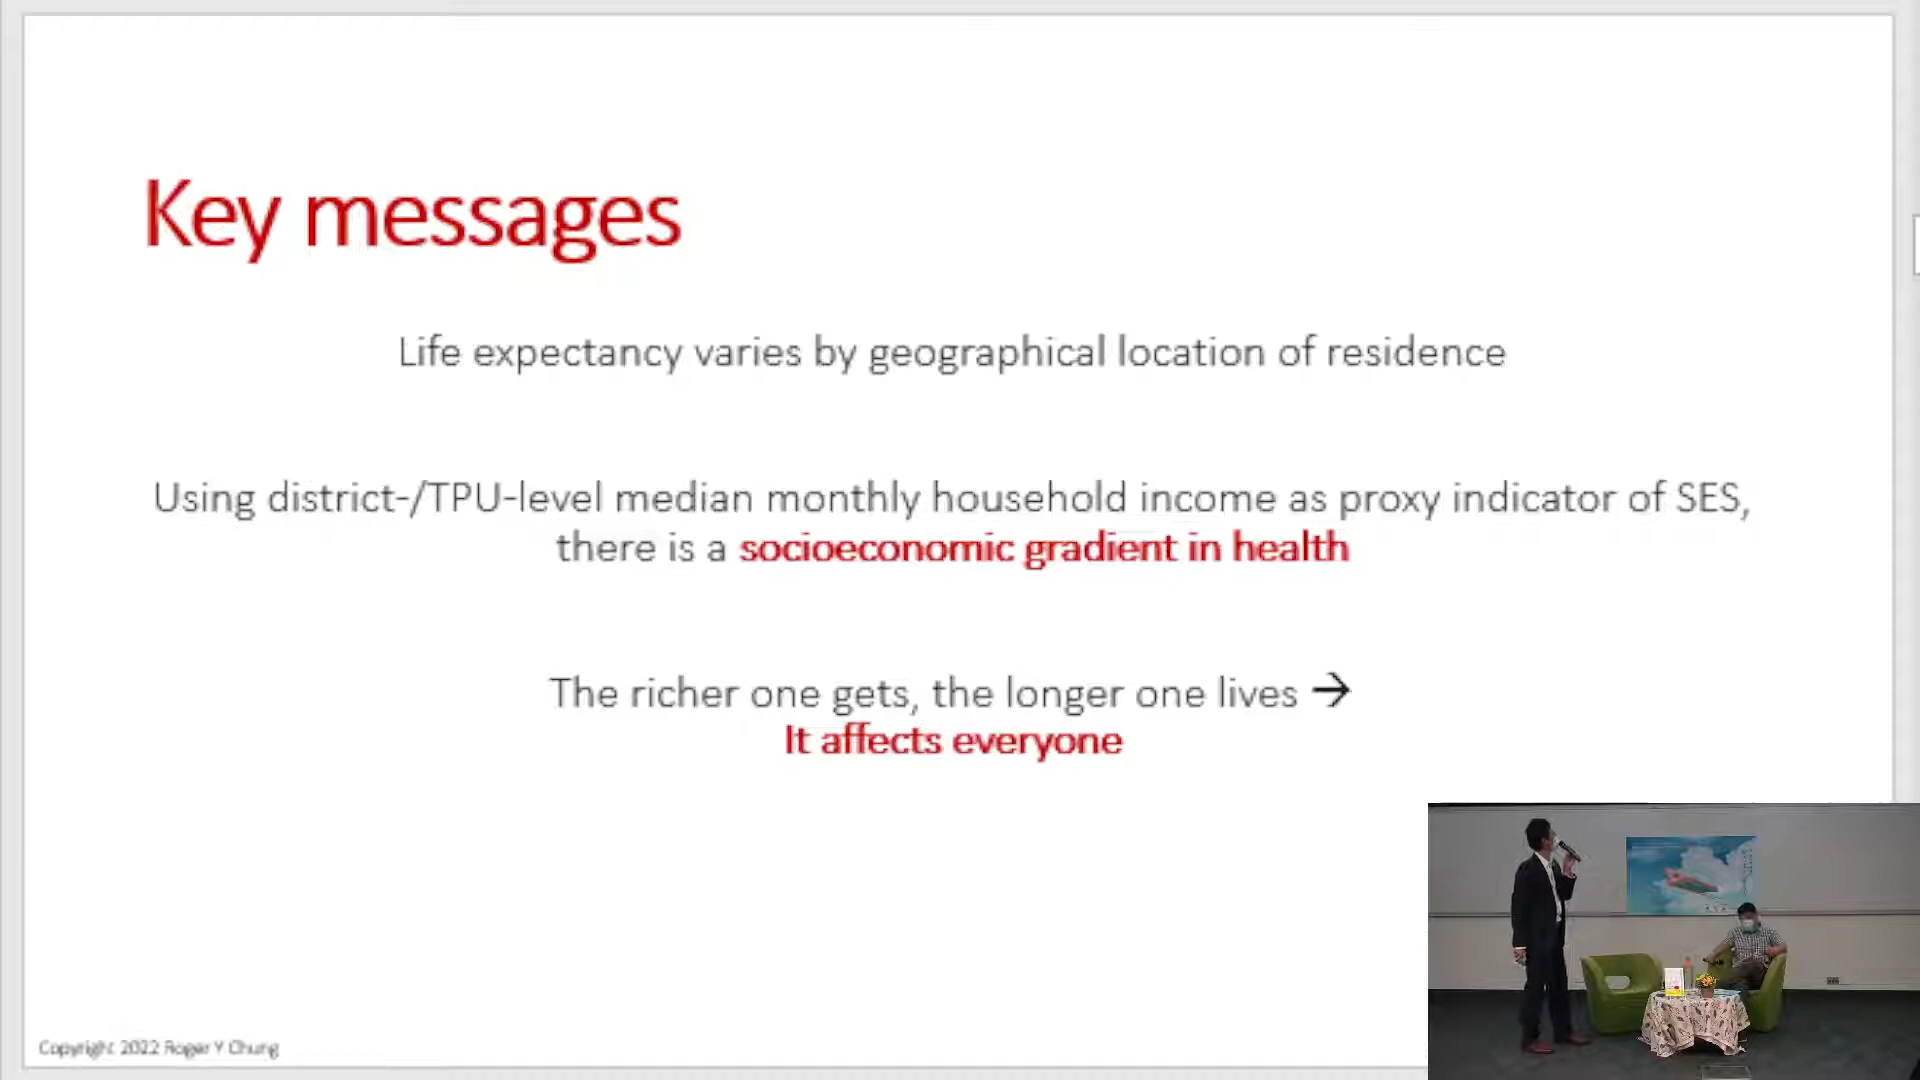 Key messages
Life expectancy varies by geographical location of residence
Using district-/TPU-level median monthly household income as proxy indicator of SES,
there is a socioeconomic gradient in health
The richer one gets, the longer one lives →
It affects everyone
Copyright 2022 Roger Y Chung